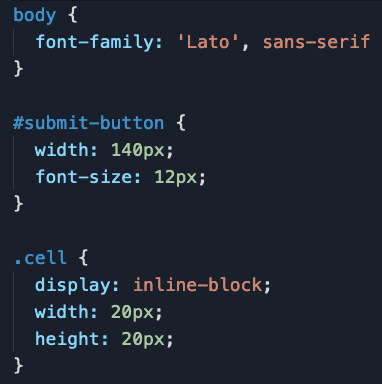 body {
  font-family: 'Lato', sans-serif
}

#submit-button {
  width: 140px;
  font-size: 12px;
}

.cell {
  display: inline-block;
  width: 20px;
  height: 20px;
}